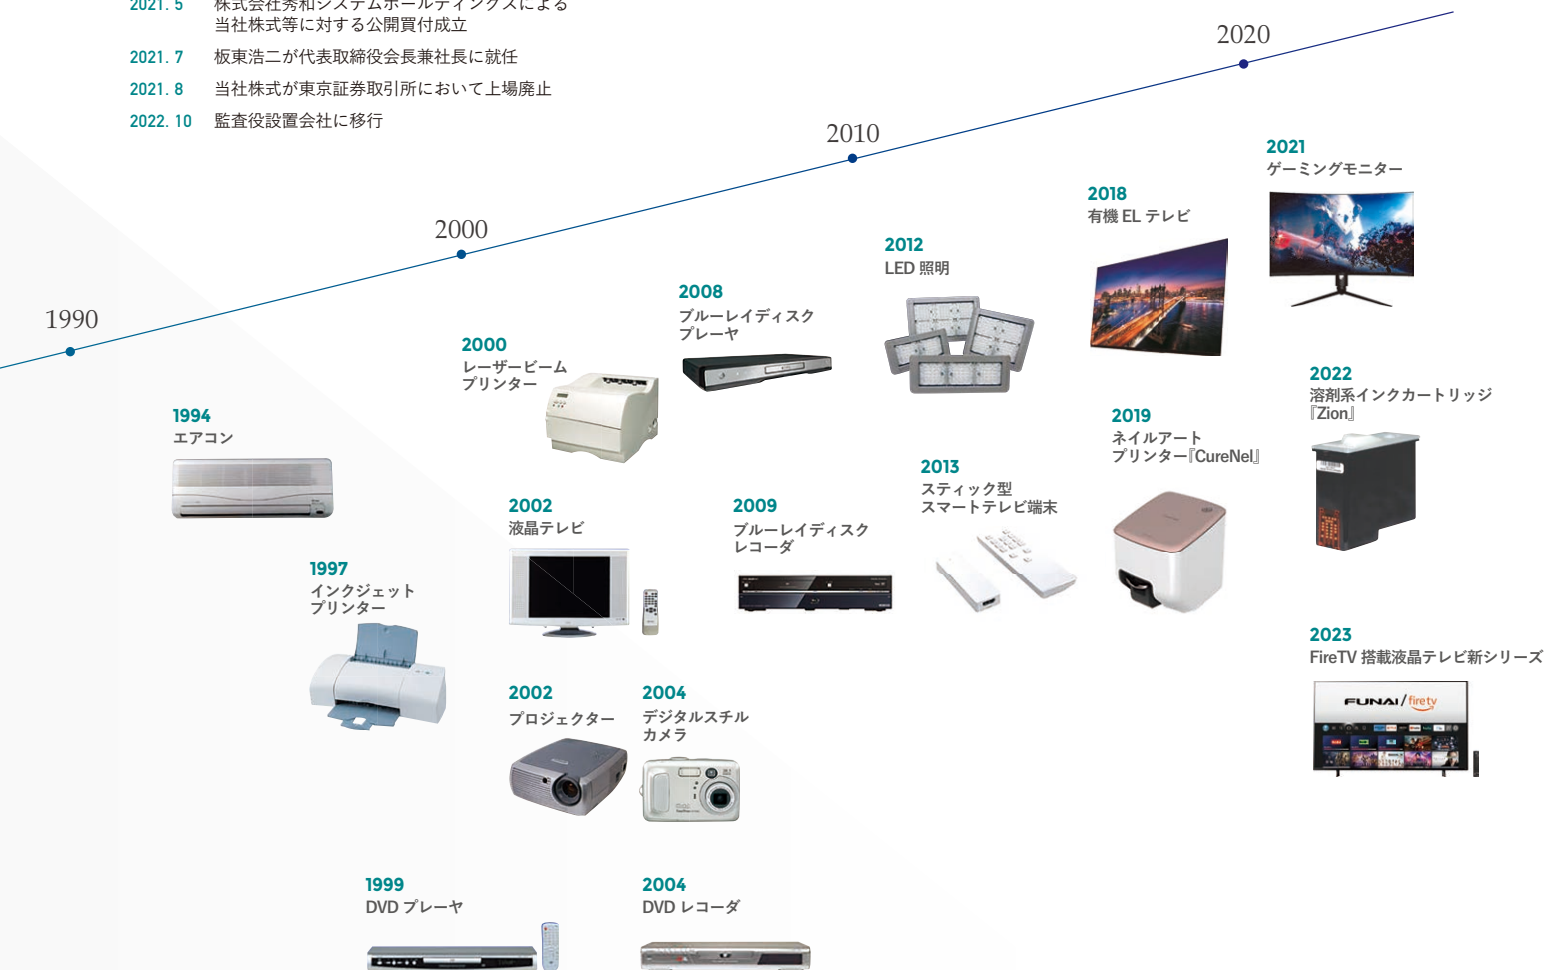 2021. 5 株式会社秀和システムホールディングスによる
当社株式等に対する公開買付成立
2021. 7 板東浩二が代表取締役会長兼社長に就任
2021. 8 当社株式が東京証券取引所において上場廃止
2022. 10 監査役設置会社に移行
1990
2000
2010
2020
1994
エアコン
1997
インクジェット
プリンター
1999
DVD プレーヤ
2000
レーザービーム
プリンター
2002
液晶テレビ
2002
プロジェクター
2004
デジタルスチル
カメラ
2004
DVD レコーダ
2008
ブルーレイディスク
プレーヤ
2009
ブルーレイディスク
レコーダ
2012
LED 照明
2013
スティック型
スマートテレビ端末
2018
有機 EL テレビ
2019
ネイルアート
プリンター『CureNel』
2021
ゲーミングモニター
2022
溶剤系インクカートリッジ
『Zion』
2023
FireTV 搭載液晶テレビ新シリーズ
FUNAI / firetv